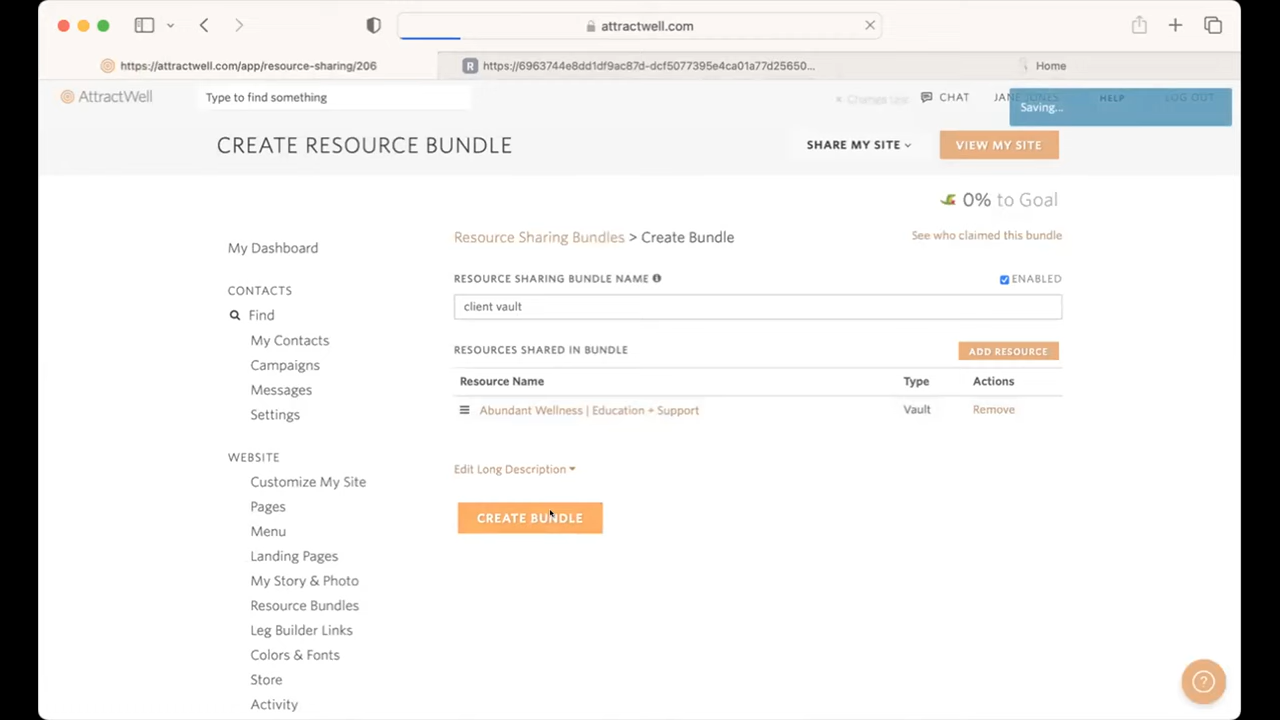 attractwell.com
https://attractwell.com/app/resource-sharing/206
R https://6963744e8dd1df9ac87d-dcf5077395e4ca01a77d25650...
Home
AttractWell
Type to find something
CHAT
HELP
LOG OUT
Saving...
CREATE RESOURCE BUNDLE
SHARE MY SITE
VIEW MY SITE
0% to Goal
Resource Sharing Bundles > Create Bundle
See who claimed this bundle
My Dashboard
CONTACTS
Find
My Contacts
Campaigns
Messages
Settings
WEBSITE
Customize My Site
Pages
Menu
Landing Pages
My Story & Photo
Resource Bundles
Leg Builder Links
Colors & Fonts
Store
Activity
RESOURCE SHARING BUNDLE NAME
ENABLED
client vault
RESOURCES SHARED IN BUNDLE
ADD RESOURCE
Resource Name Type Actions
Abundant Wellness | Education + Support Vault Remove
Edit Long Description
CREATE BUNDLE
?